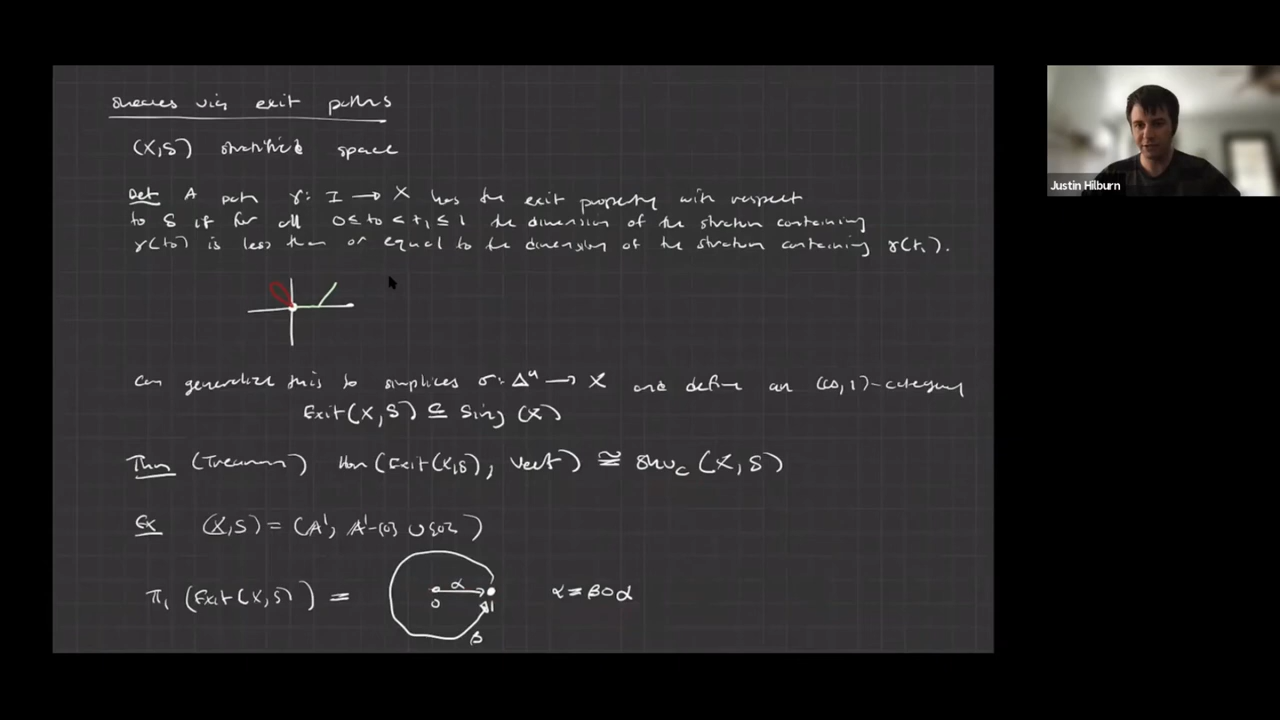 sheaves via exit paths
(X,S) stratified space
Def A path γ: I → X has the exit property with respect
to S if for all 0 ≤ t0 < t1 ≤ 1 the dimension of the stratum containing
γ(t0) is less than or equal to the dimension of the stratum containing γ(t1).
can generalize this to simplices σ: Δⁿ → X and define an (∞,1)-category
Exit(X,S) ⊆ Sing(X)
Thm (Treumann) Hom(Exit(X,S), Vect) ≅ Shv_c(X,S)
Ex (X,S) = (A¹, A¹-{0} ∪ {0})
π₁ (Exit(X,S)) =
α
0
1
β
α = β∘α
Justin Hilburn